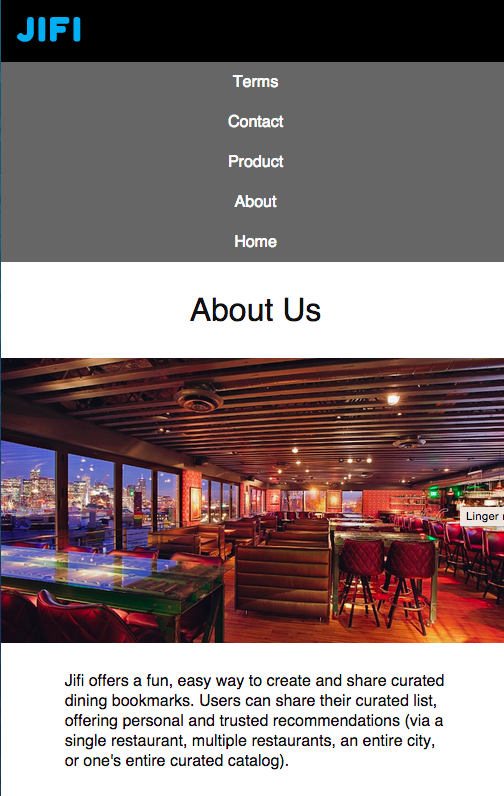 JIFI
Terms
Contact
Product
About
Home
About Us
Linger
Jifi offers a fun, easy way to create and share curated
dining bookmarks. Users can share their curated list,
offering personal and trusted recommendations (via a
single restaurant, multiple restaurants, an entire city,
or one's entire curated catalog).